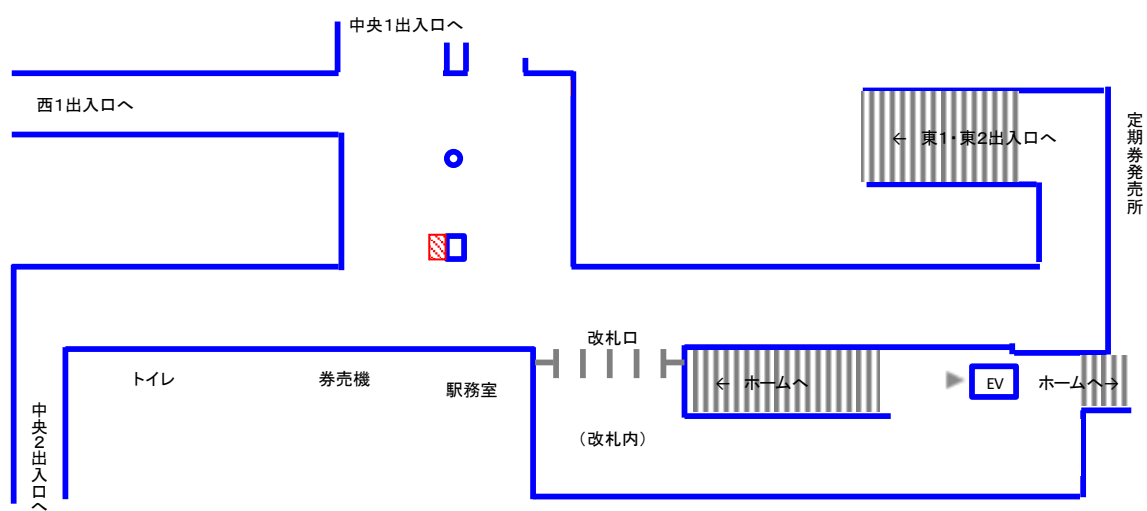 中央1出入口へ
西1出入口へ
← 東1・東2出入口へ
定期券発売所
改札口
トイレ
券売機
駅務室
← ホームへ
EV
ホームへ→
(改札内)
中央2出入口へ